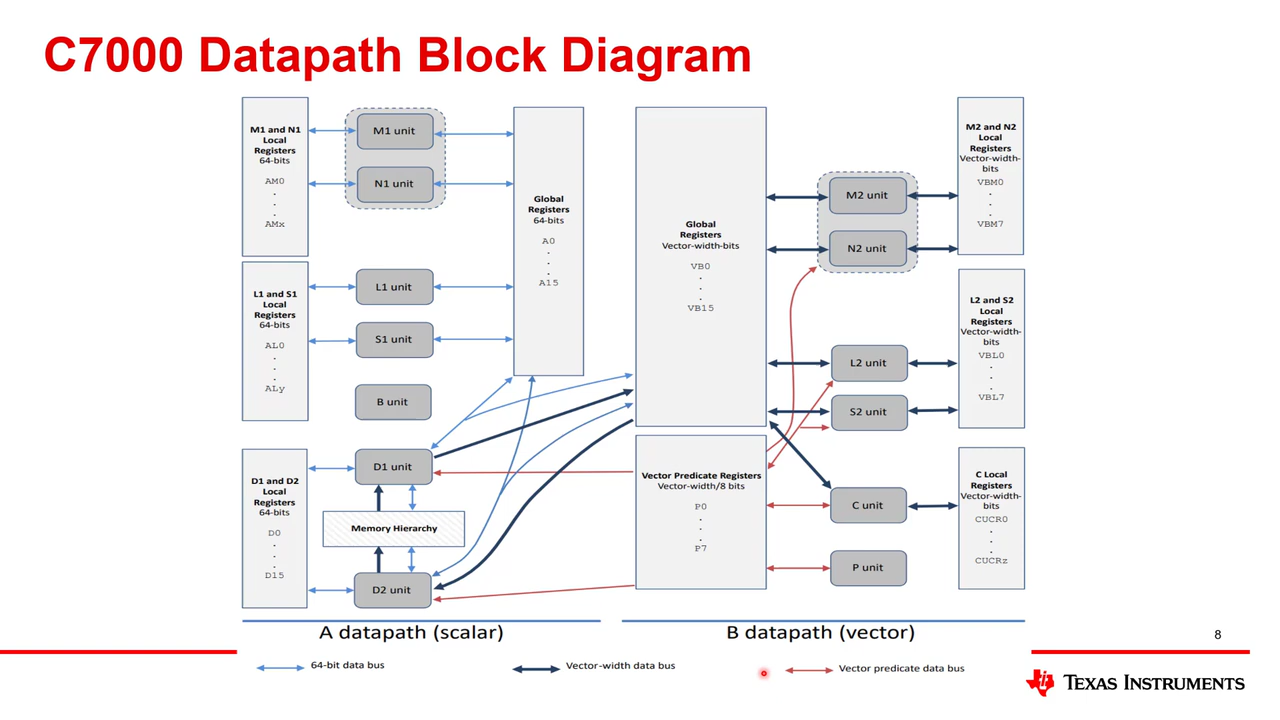 C7000 Datapath Block Diagram
M1 and N1
Local
Registers
64-bits
AM0
.
.
.
AMx
M1 unit
N1 unit
L1 and S1
Local
Registers
64-bits
AL0
.
.
.
ALy
L1 unit
S1 unit
B unit
D1 and D2
Local
Registers
64-bits
D0
.
.
.
D15
D1 unit
Memory Hierarchy
D2 unit
Global
Registers
64-bits
A0
.
.
.
A15
Global
Registers
Vector-width-bits
VB0
.
.
.
VB15
Vector Predicate Registers
Vector-width/8 bits
P0
.
.
.
P7
M2 unit
N2 unit
L2 unit
S2 unit
C unit
P unit
M2 and N2
Local
Registers
Vector-width-
bits
VBM0
.
.
.
VBM7
L2 and S2
Local
Registers
Vector-width-
bits
VBL0
.
.
.
VBL7
C Local
Registers
Vector-width-
bits
CUCR0
.
.
.
CUCRz
A datapath (scalar)
B datapath (vector)
8
64-bit data bus
Vector-width data bus
Vector predicate data bus
TEXAS INSTRUMENTS